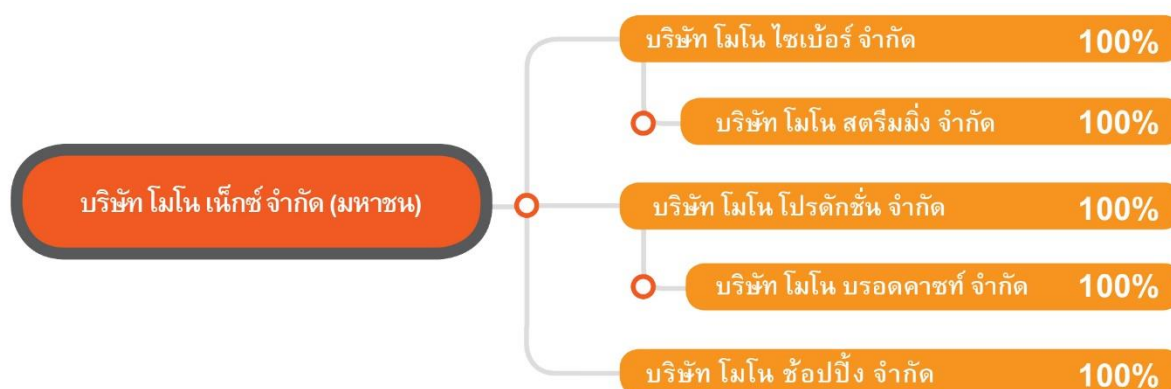 บริษัท โมโน ไซเบ้อร์ จำกัด 100%
บริษัท โมโน สตรีมมิ่ง จำกัด 100%
บริษัท โมโน เน็กซ์ จำกัด (มหาชน)
บริษัท โมโน โปรดักชั่น จำกัด 100%
บริษัท โมโน บรอดคาซท์ จำกัด 100%
บริษัท โมโน ช้อปปิ้ง จำกัด 100%